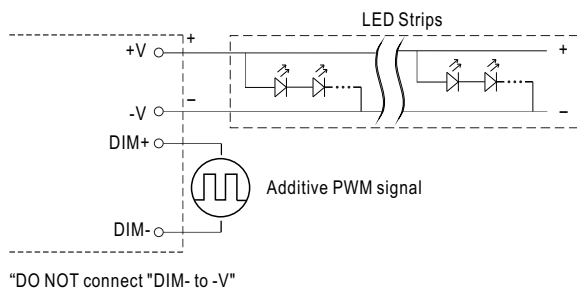 LED Strips
+V
+
+
-V
–
–
DIM+
Additive PWM signal
DIM-
“DO NOT connect "DIM- to -V"